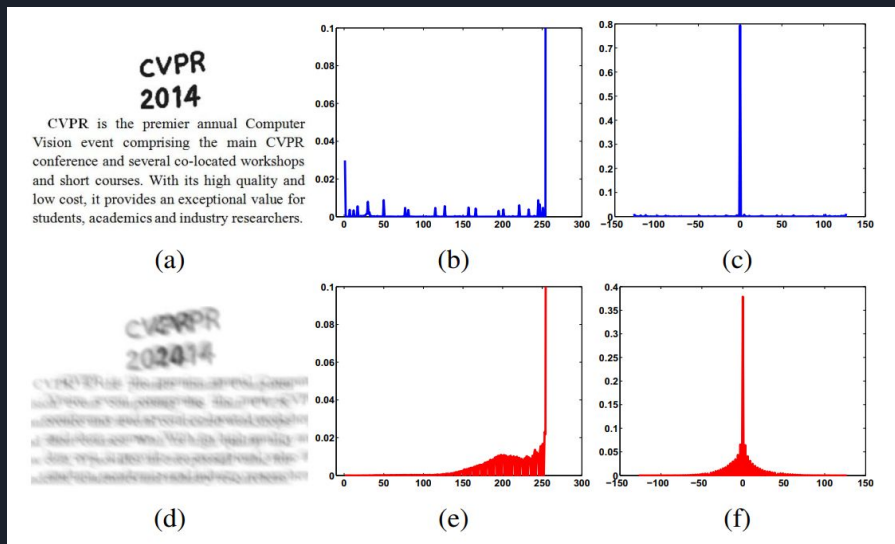 CVPR
2014
CVPR is the premier annual Computer
Vision event comprising the main CVPR
conference and several co-located workshops
and short courses. With its high quality and
low cost, it provides an exceptional value for
students, academics and industry researchers.
(a)
0.1
0.08
0.06
0.04
0.02
0
0 50 100 150 200 250 300
(b)
0.8
0.7
0.6
0.5
0.4
0.3
0.2
0.1
0
−150 −100 −50 0 50 100 150
(c)
2014
(d)
0.1
0.08
0.06
0.04
0.02
0
0 50 100 150 200 250 300
(e)
0.4
0.35
0.3
0.25
0.2
0.15
0.1
0.05
0
−150 −100 −50 0 50 100 150
(f)